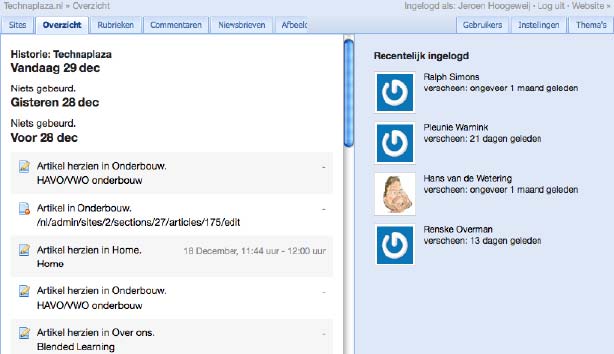 Technaplaza.nl » Overzicht
Ingelogd als: Jeroen Hoogeweij - Log uit - Website »
Sites
Overzicht
Rubrieken
Commentaren
Nieuwsbrieven
Afbeek
Gebruikers
Instellingen
Thema's
Historie: Technaplaza
Vandaag 29 dec
Niets gebeurd.
Gisteren 28 dec
Niets gebeurd.
Voor 28 dec
Artikel herzien in Onderbouw. -
HAVO/VWO onderbouw
Artikel in Onderbouw. -
/nl/admin/sites/2/sections/27/articles/175/edit
Artikel herzien in Home. 18 December, 11:44 uur - 12:00 uur
Home
Artikel herzien in Onderbouw. -
HAVO/VWO onderbouw
Artikel herzien in Over ons. -
Blended Learning
Recentelijk ingelogd
Ralph Simons
verscheen: ongeveer 1 maand geleden
Pleunie Warnink
verscheen: 21 dagen geleden
Hans van de Wetering
verscheen: ongeveer 1 maand geleden
Renske Overman
verscheen: 13 dagen geleden